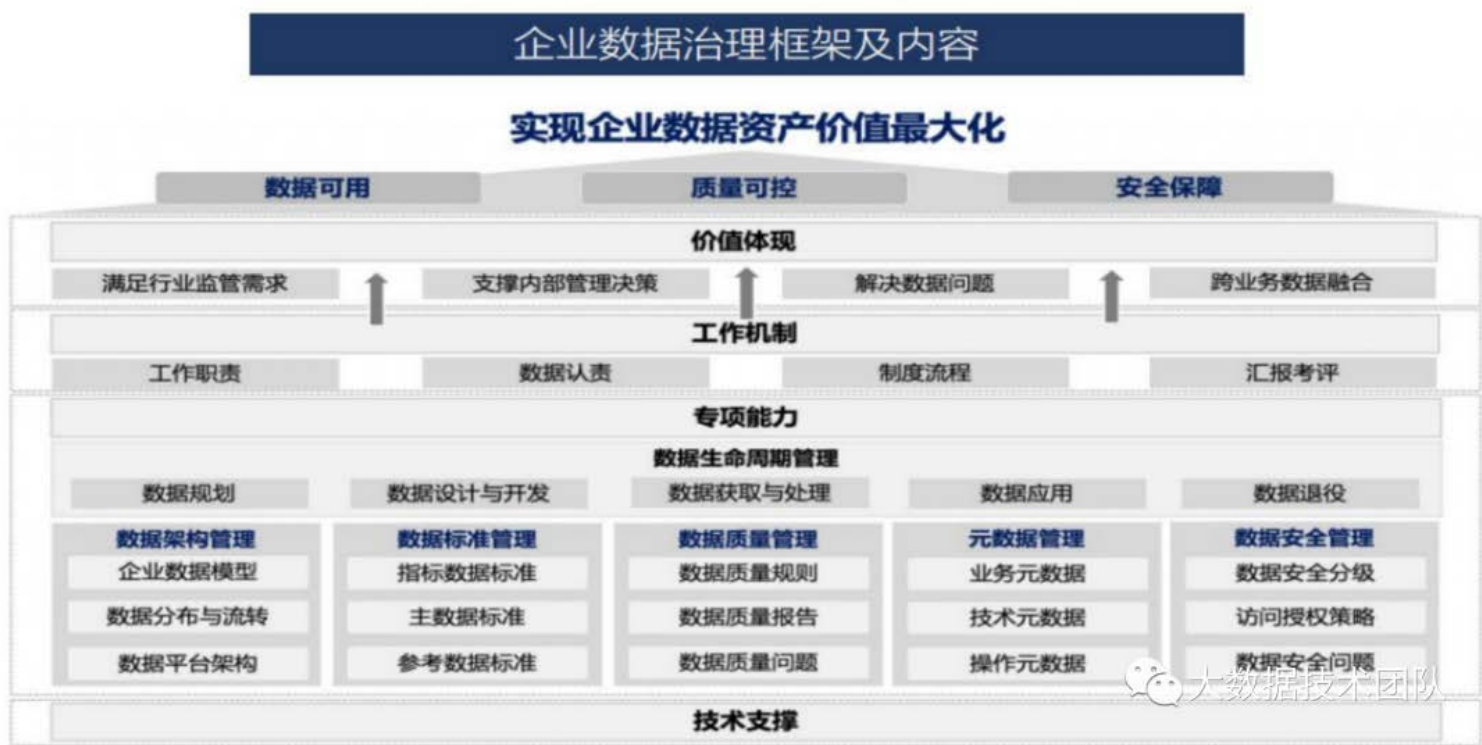 企业数据治理框架及内容
实现企业数据资产价值最大化
数据可用 质量可控 安全保障
价值体现
满足行业监管需求 支撑内部管理决策 解决数据问题 跨业务数据融合
工作机制
工作职责 数据认责 制度流程 汇报考评
专项能力
数据生命周期管理
数据规划 数据设计与开发 数据获取与处理 数据应用 数据退役
数据架构管理 数据标准管理 数据质量管理 元数据管理 数据安全管理
企业数据模型 指标数据标准 数据质量规则 业务元数据 数据安全分级
数据分布与流转 主数据标准 数据质量报告 技术元数据 访问授权策略
数据平台架构 参考数据标准 数据质量问题 操作元数据 数据安全问题
大数据技术团队
技术支撑